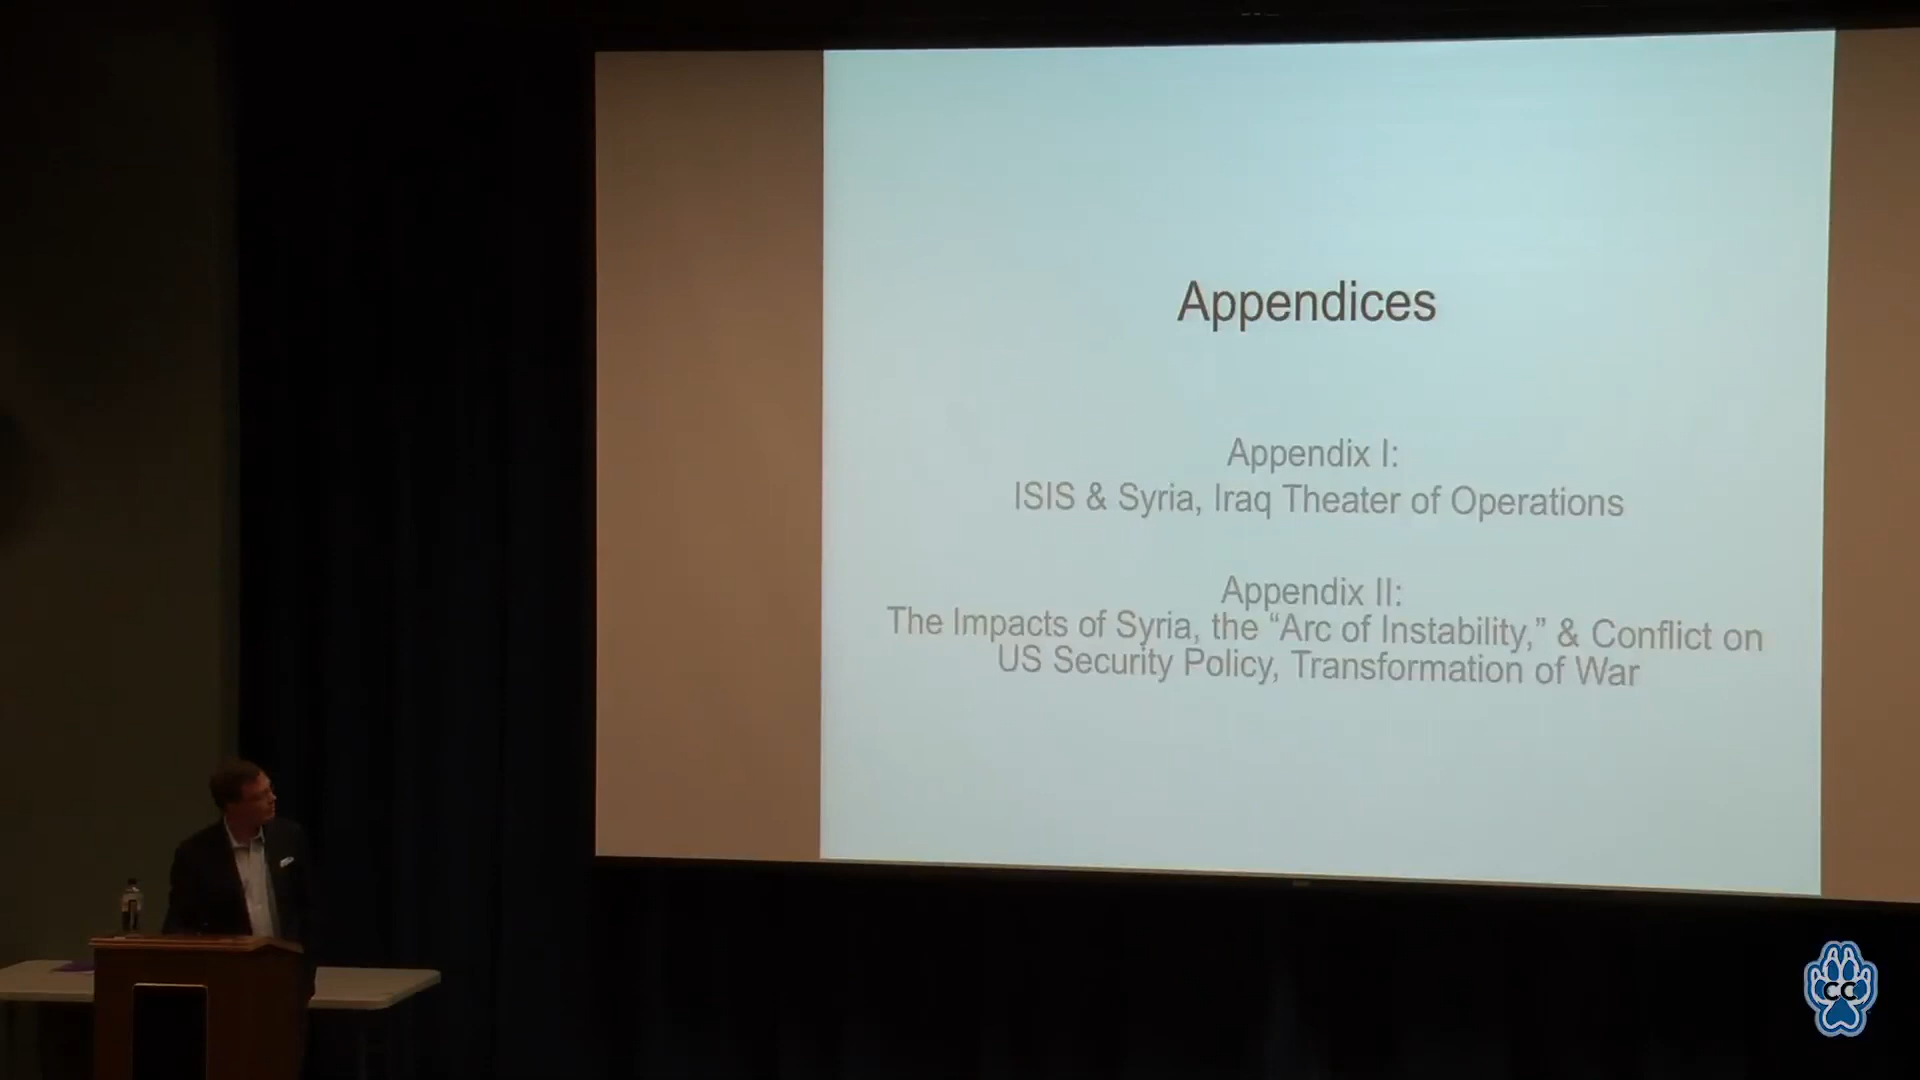 Appendices
Appendix I:
ISIS & Syria, Iraq Theater of Operations
Appendix II:
The Impacts of Syria, the “Arc of Instability,” & Conflict on
US Security Policy, Transformation of War
CC